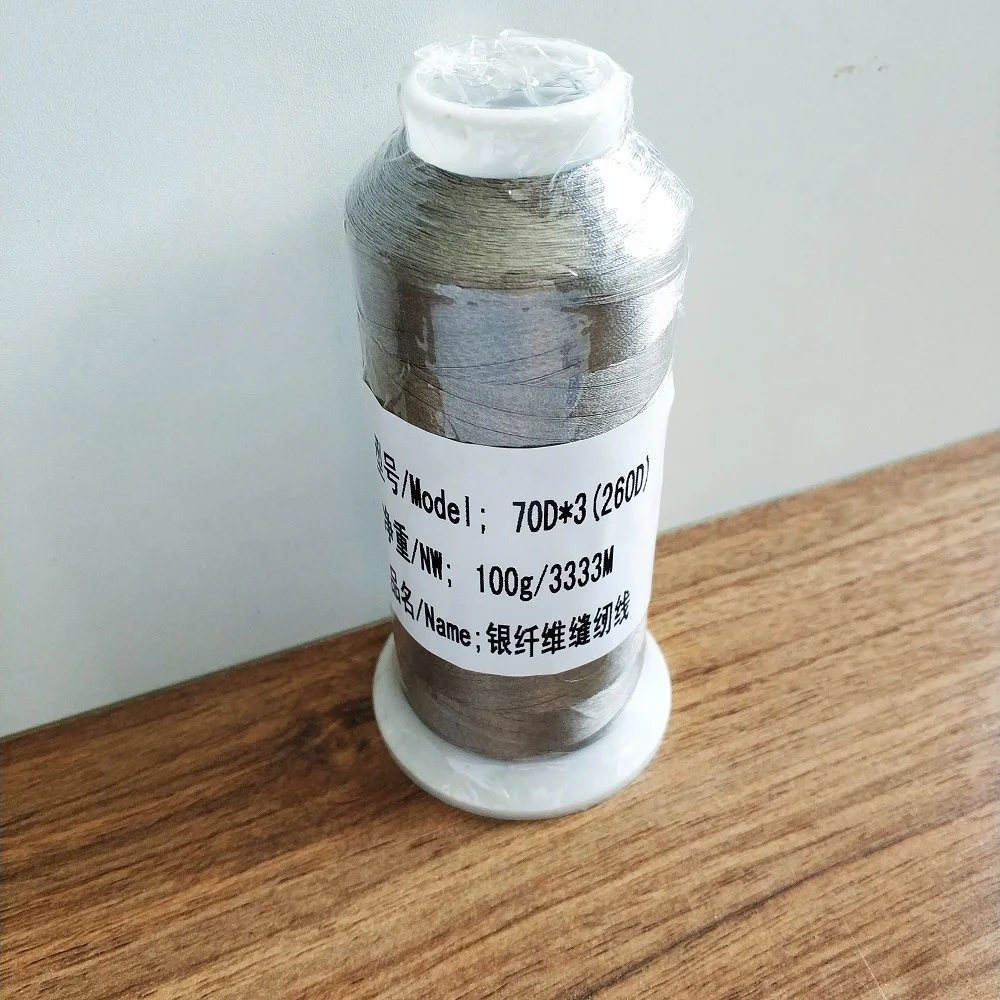 型号/Model; 70D*3(260D)
净重/NW; 100g/3333M
品名/Name;银纤维缝纫线